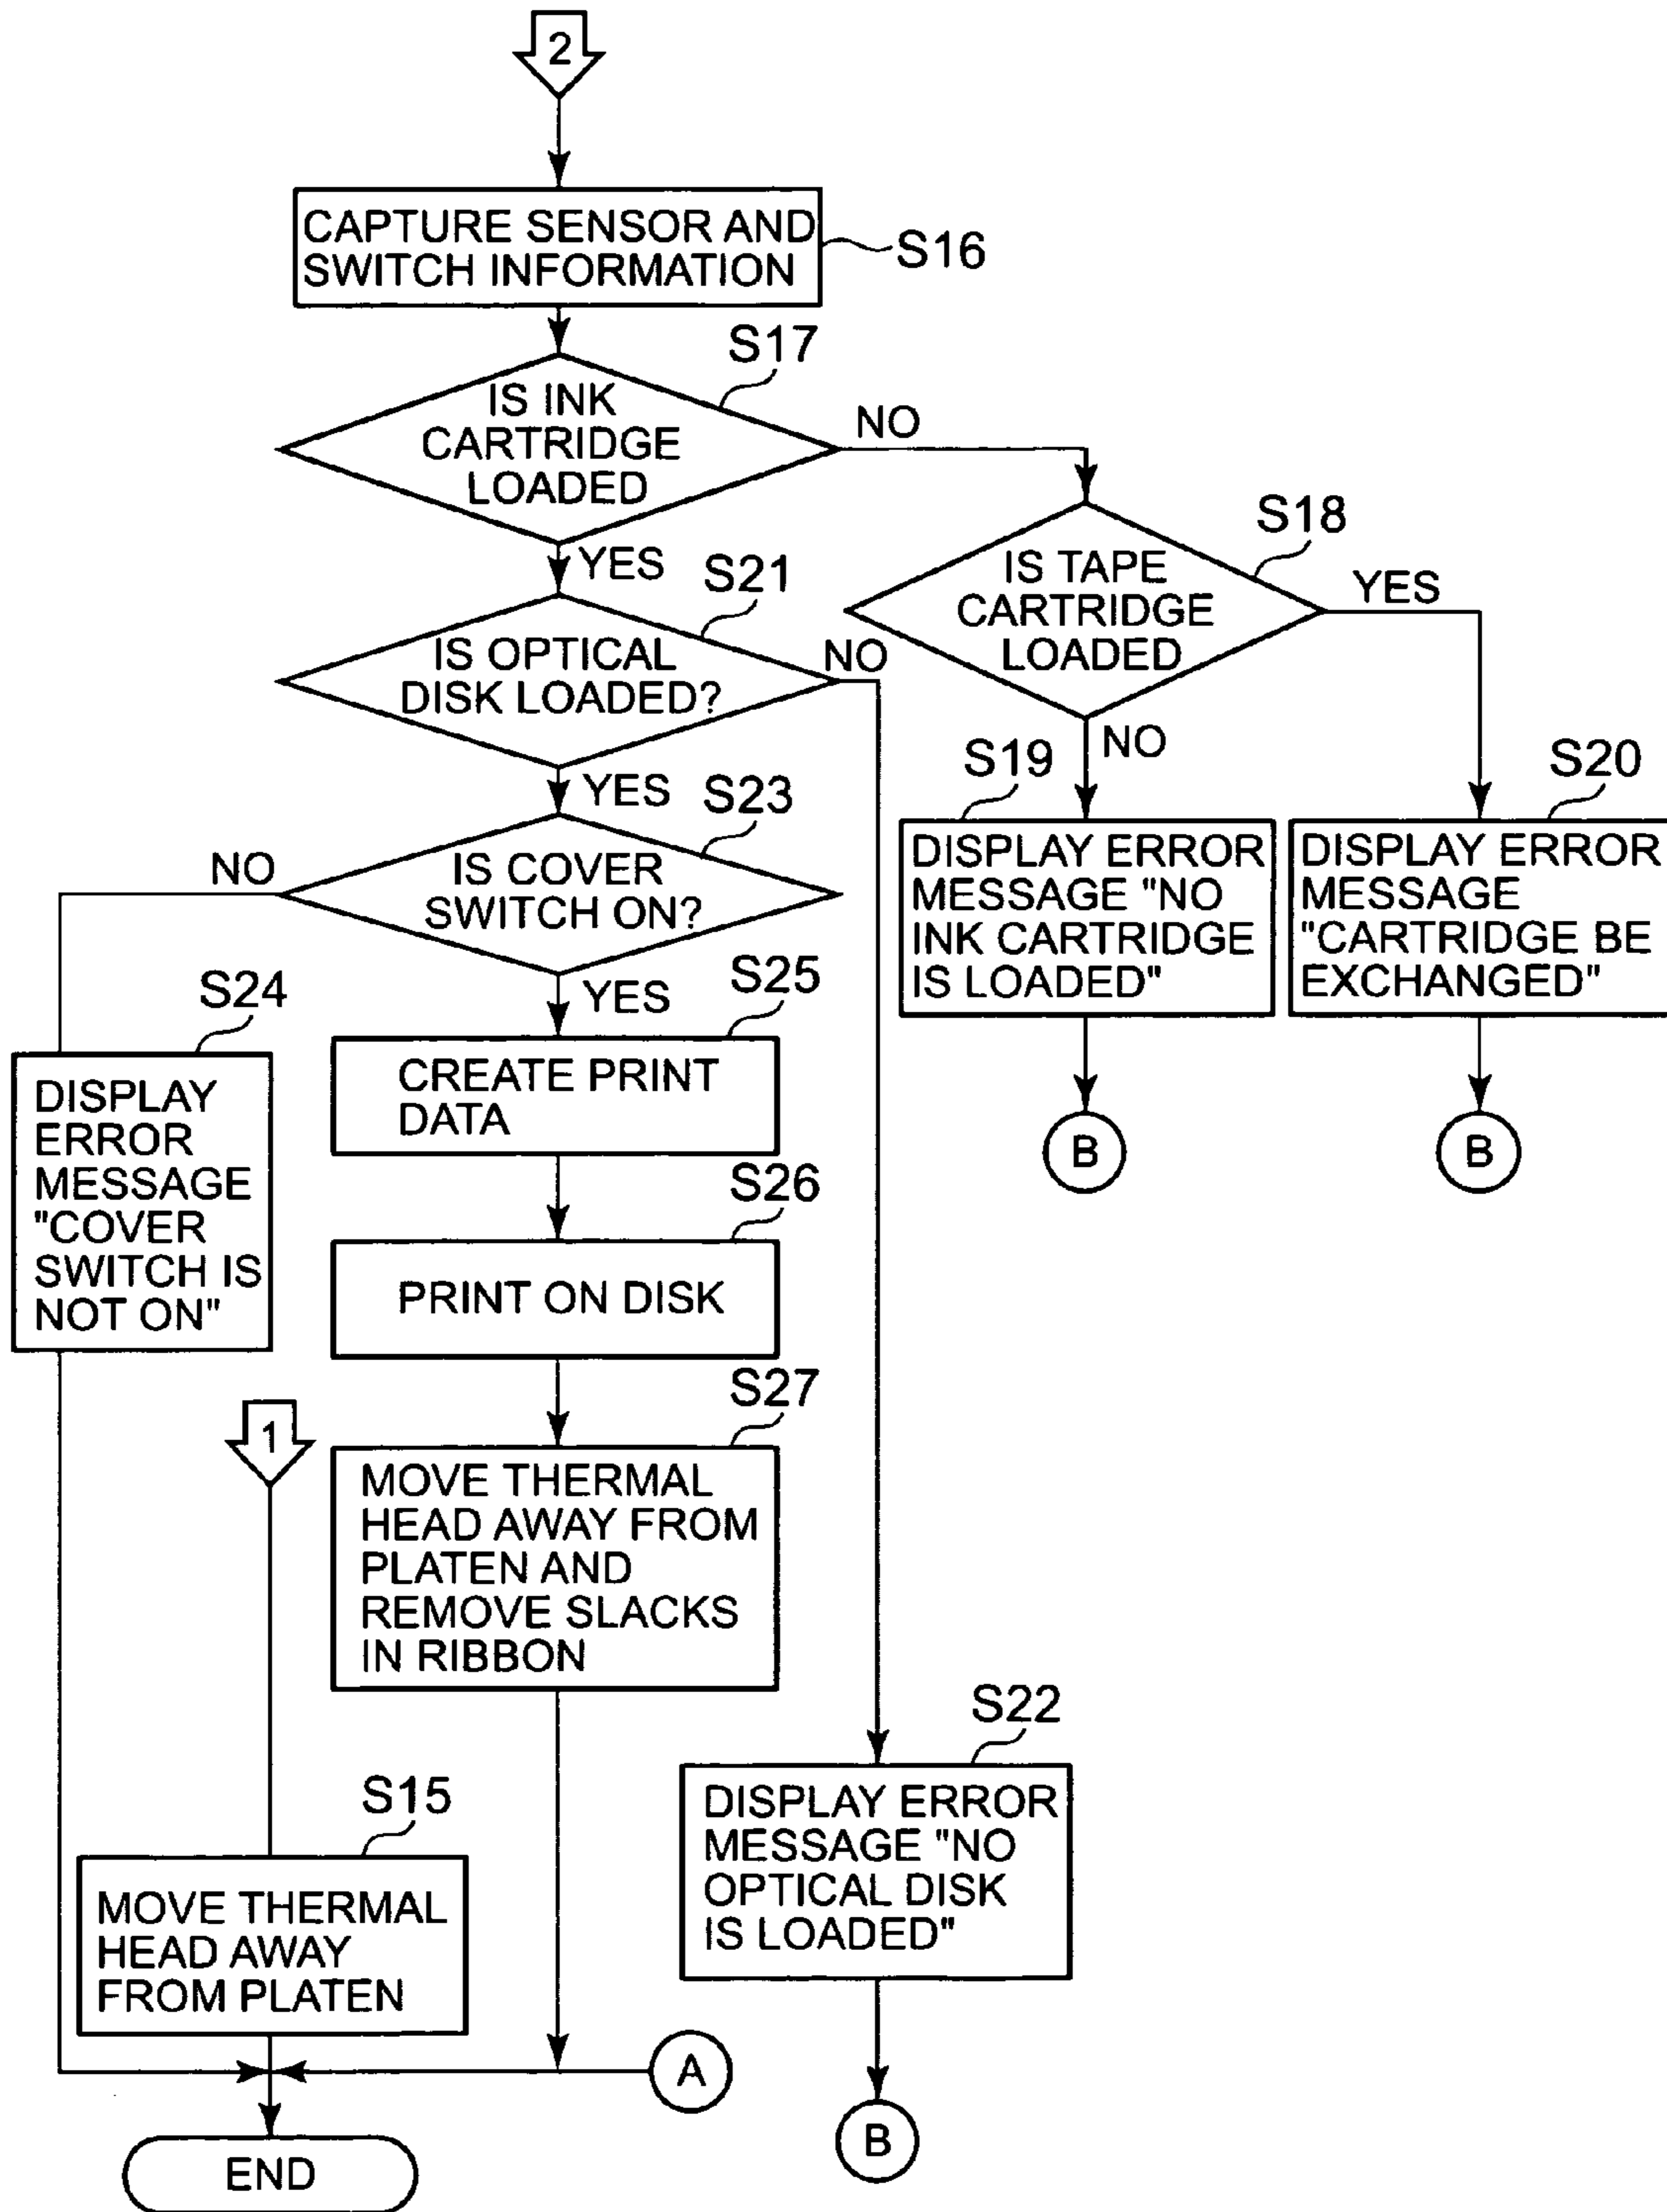 2
CAPTURE SENSOR AND
SWITCH INFORMATION
S16
S17
IS INK
CARTRIDGE
LOADED
NO
YES
S18
IS TAPE
CARTRIDGE
LOADED
YES
NO
S21
IS OPTICAL
DISK LOADED?
NO
YES
S19
DISPLAY ERROR
MESSAGE "NO
INK CARTRIDGE
IS LOADED"
B
S20
DISPLAY ERROR
MESSAGE
"CARTRIDGE BE
EXCHANGED"
B
S23
IS COVER
SWITCH ON?
NO
YES
S24
DISPLAY
ERROR
MESSAGE
"COVER
SWITCH IS
NOT ON"
S25
CREATE PRINT
DATA
S26
PRINT ON DISK
S27
MOVE THERMAL
HEAD AWAY FROM
PLATEN AND
REMOVE SLACKS
IN RIBBON
1
S15
MOVE THERMAL
HEAD AWAY
FROM PLATEN
S22
DISPLAY ERROR
MESSAGE "NO
OPTICAL DISK
IS LOADED"
A
B
END